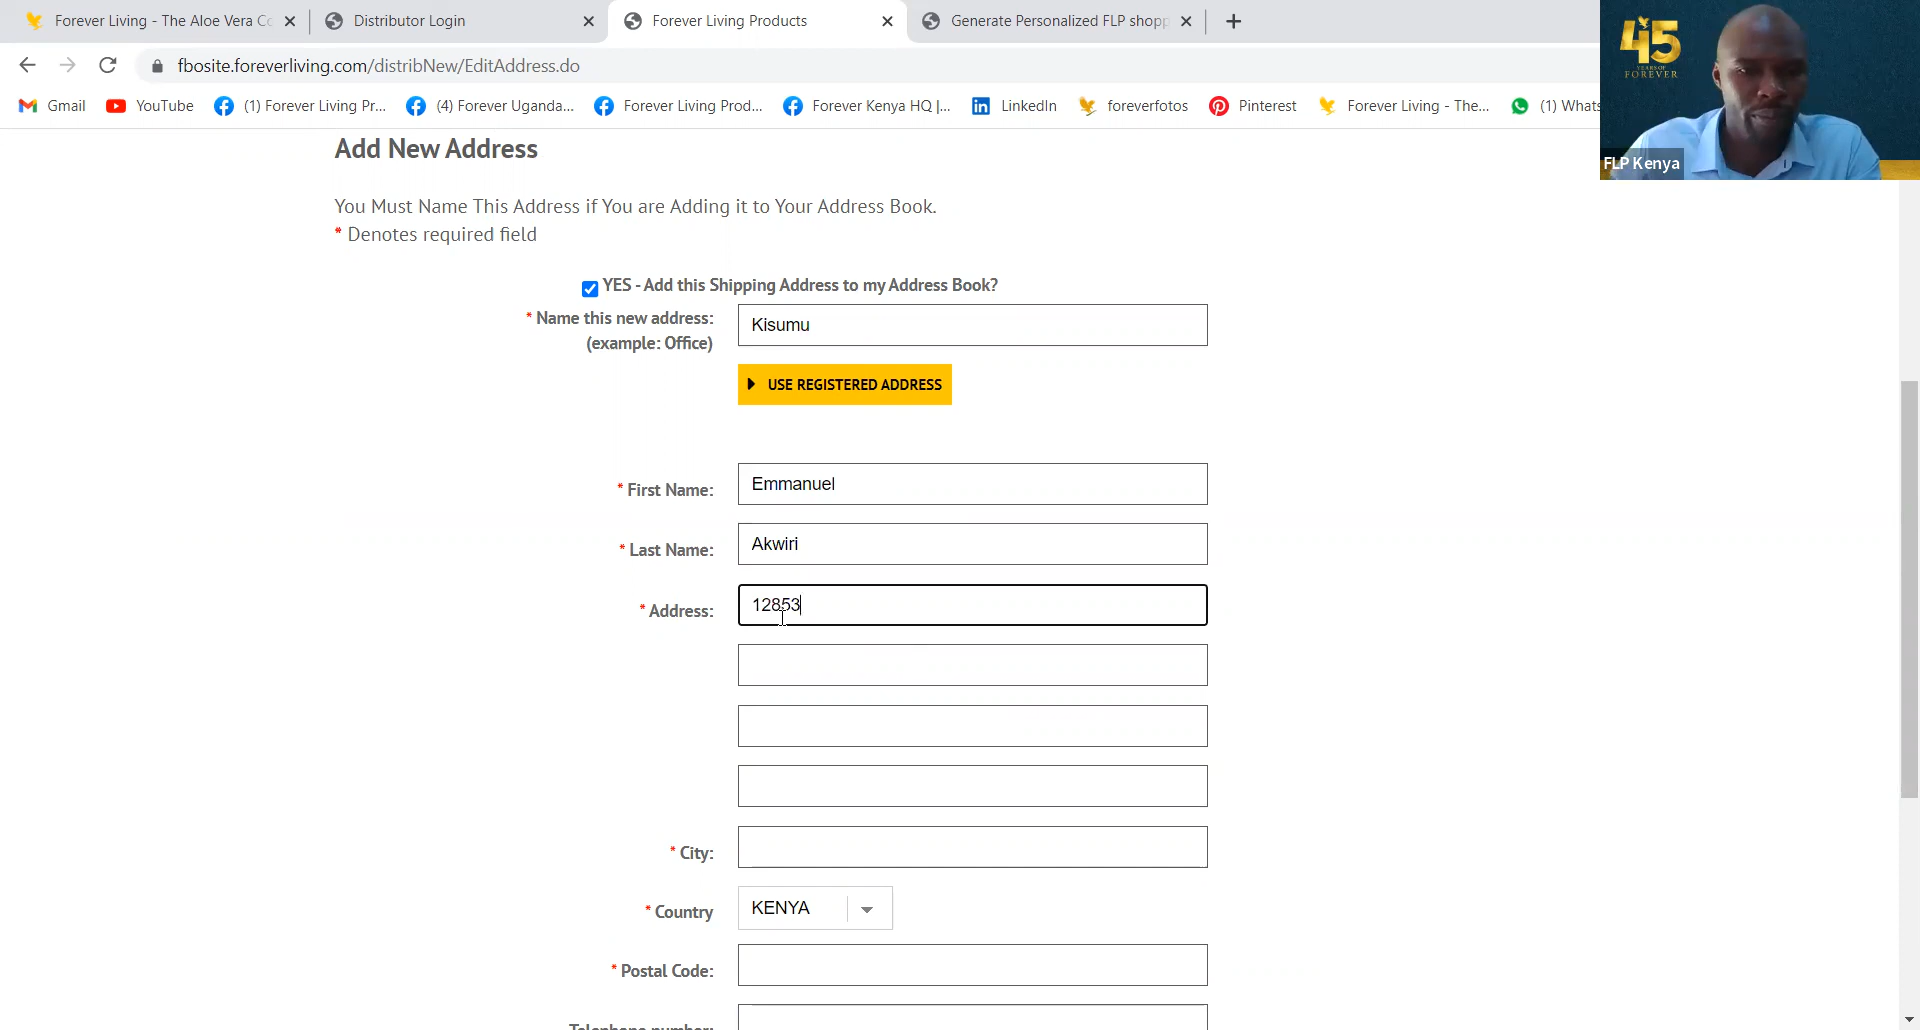 Forever Living - The Aloe Vera Co
Distributor Login
Forever Living Products
Generate Personalized FLP shopp
fbosite.foreverliving.com/distribNew/EditAddress.do
Gmail
YouTube
(1) Forever Living Pr...
(4) Forever Uganda...
Forever Living Prod...
Forever Kenya HQ |...
LinkedIn
foreverfotos
Pinterest
Forever Living - The...
(1) Whats
45
YEARS OF
FOREVER
FLP Kenya
Add New Address
You Must Name This Address if You are Adding it to Your Address Book.
* Denotes required field
YES - Add this Shipping Address to my Address Book?
* Name this new address:
(example: Office)
Kisumu
USE REGISTERED ADDRESS
* First Name:
Emmanuel
* Last Name:
Akwiri
* Address:
12853
* City:
* Country
KENYA
* Postal Code:
Telephone number: